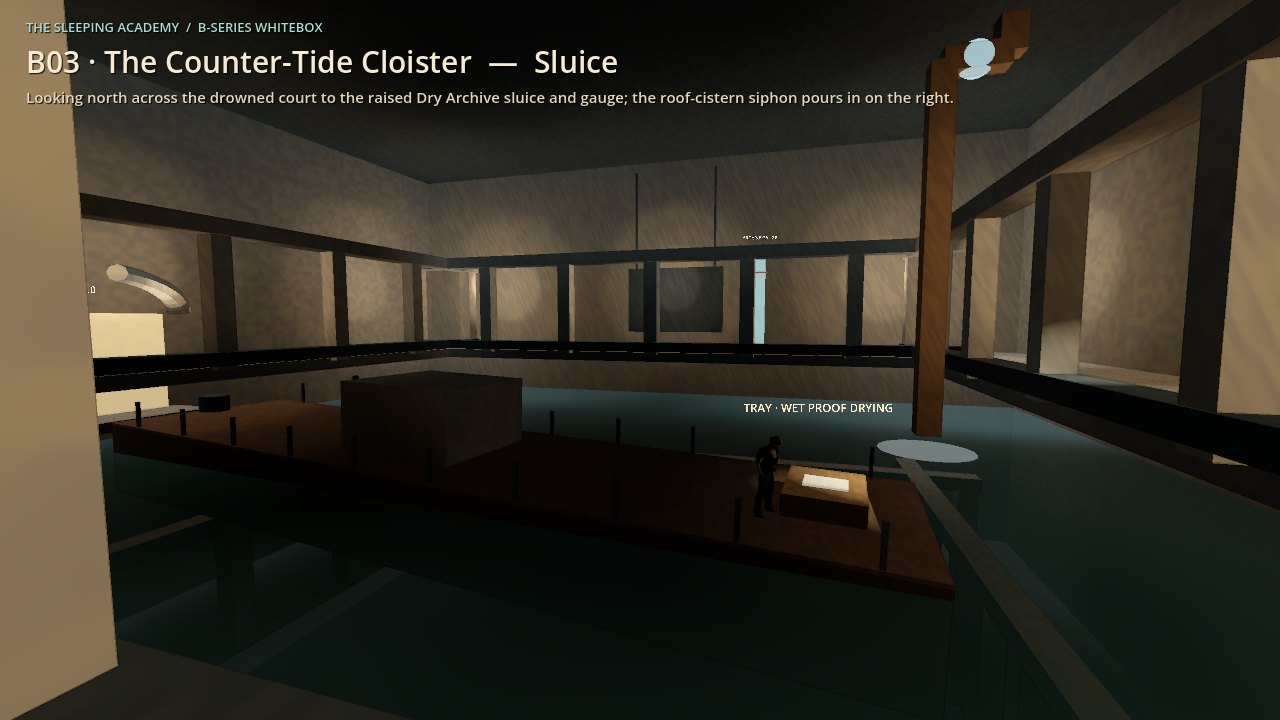 THE SLEEPING ACADEMY / B-SERIES WHITEBOX
B03 · The Counter-Tide Cloister — Sluice
Looking north across the drowned court to the raised Dry Archive sluice and gauge; the roof-cistern siphon pours in on the right.
TRAY · WET PROOF DRYING